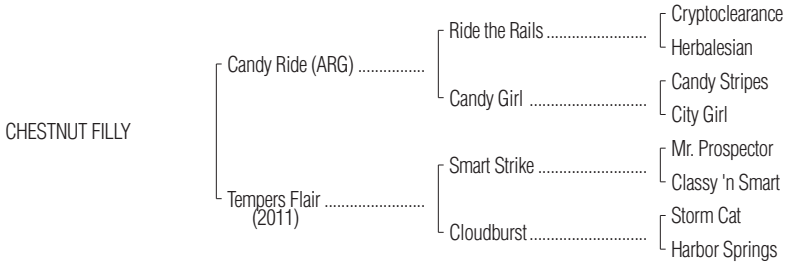 Cryptoclearance
Ride the Rails ........................
Herbalesian
Candy Ride (ARG) ................
Candy Stripes
Candy Girl ............................
City Girl
CHESTNUT FILLY
Mr. Prospector
Smart Strike ..........................
Classy 'n Smart
Tempers Flair ........................
(2011)
Storm Cat
Cloudburst............................
Harbor Springs